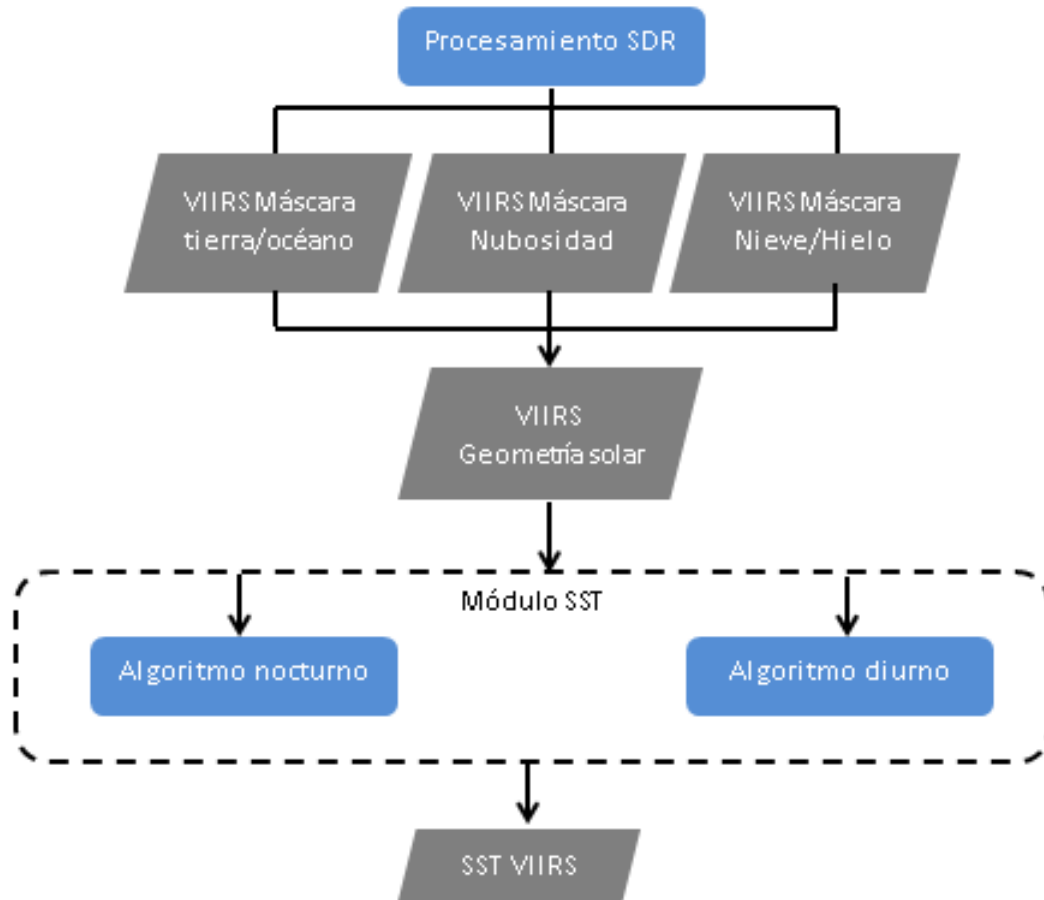 Procesamiento SDR
VIIRS Máscara
tierra/océano
VIIRS Máscara
Nubosidad
VIIRS Máscara
Nieve/Hielo
VIIRS
Geometría solar
Módulo SST
Algoritmo nocturno
Algoritmo diurno
SST VIIRS